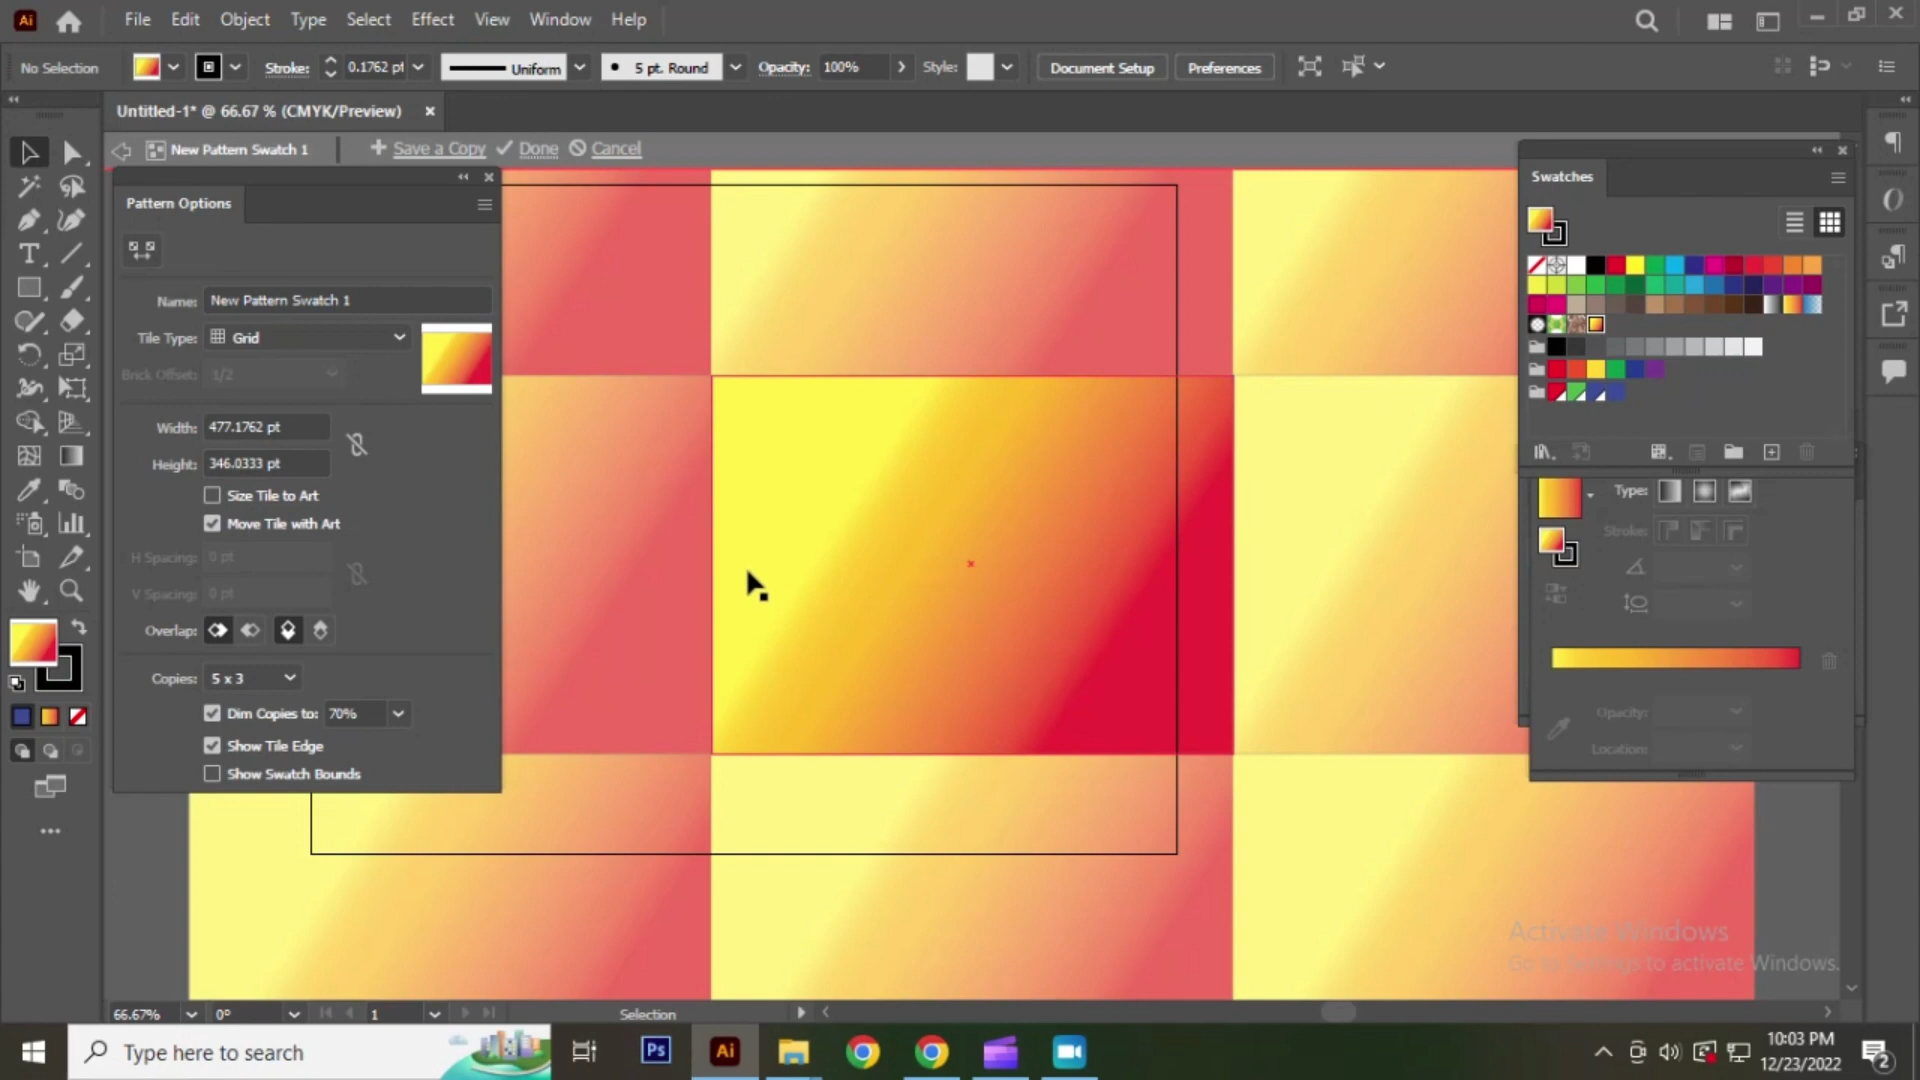 Ai File Edit Object Type Select Effect View Window Help
No Selection Stroke: 0.1762 pt Uniform 5 pt. Round Opacity: 100% Style: Document Setup Preferences
Untitled-1* @ 66.67 % (CMYK/Preview)
New Pattern Swatch 1 Save a Copy Done Cancel
Pattern Options
Name: New Pattern Swatch 1
Tile Type: Grid
Brick Offset: 1/2
Width: 477.1762 pt
Height: 346.0333 pt
Size Tile to Art
Move Tile with Art
H Spacing: 0 pt
V Spacing: 0 pt
Overlap:
Copies: 5 x 3
Dim Copies to: 70%
Show Tile Edge
Show Swatch Bounds
Swatches
Type:
Stroke:
Opacity:
Location:
Activate Windows
Go to Settings to activate Windows.
66.67% 0° 1 Selection
Type here to search Ps Ai
10:03 PM
12/23/2022
2